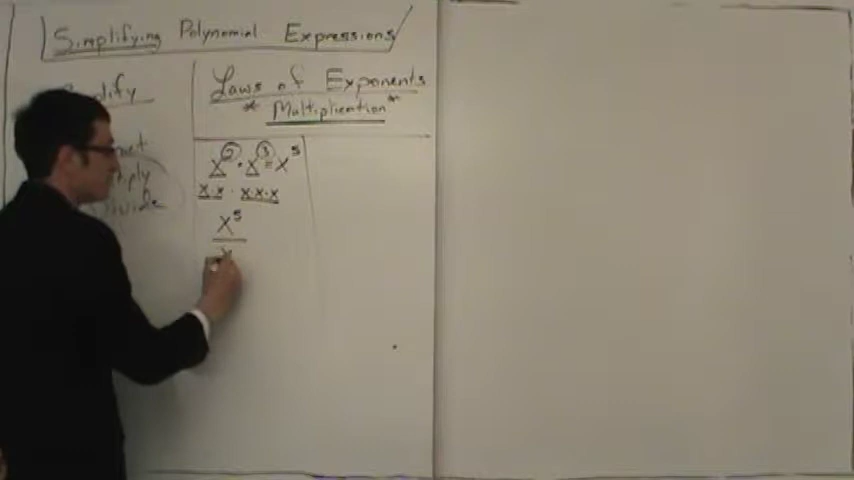 Simplifying Polynomial Expressions
Laws of Exponents
* Multiplication *
x² · x³ = x⁵
x·x · x·x·x
x⁵
x